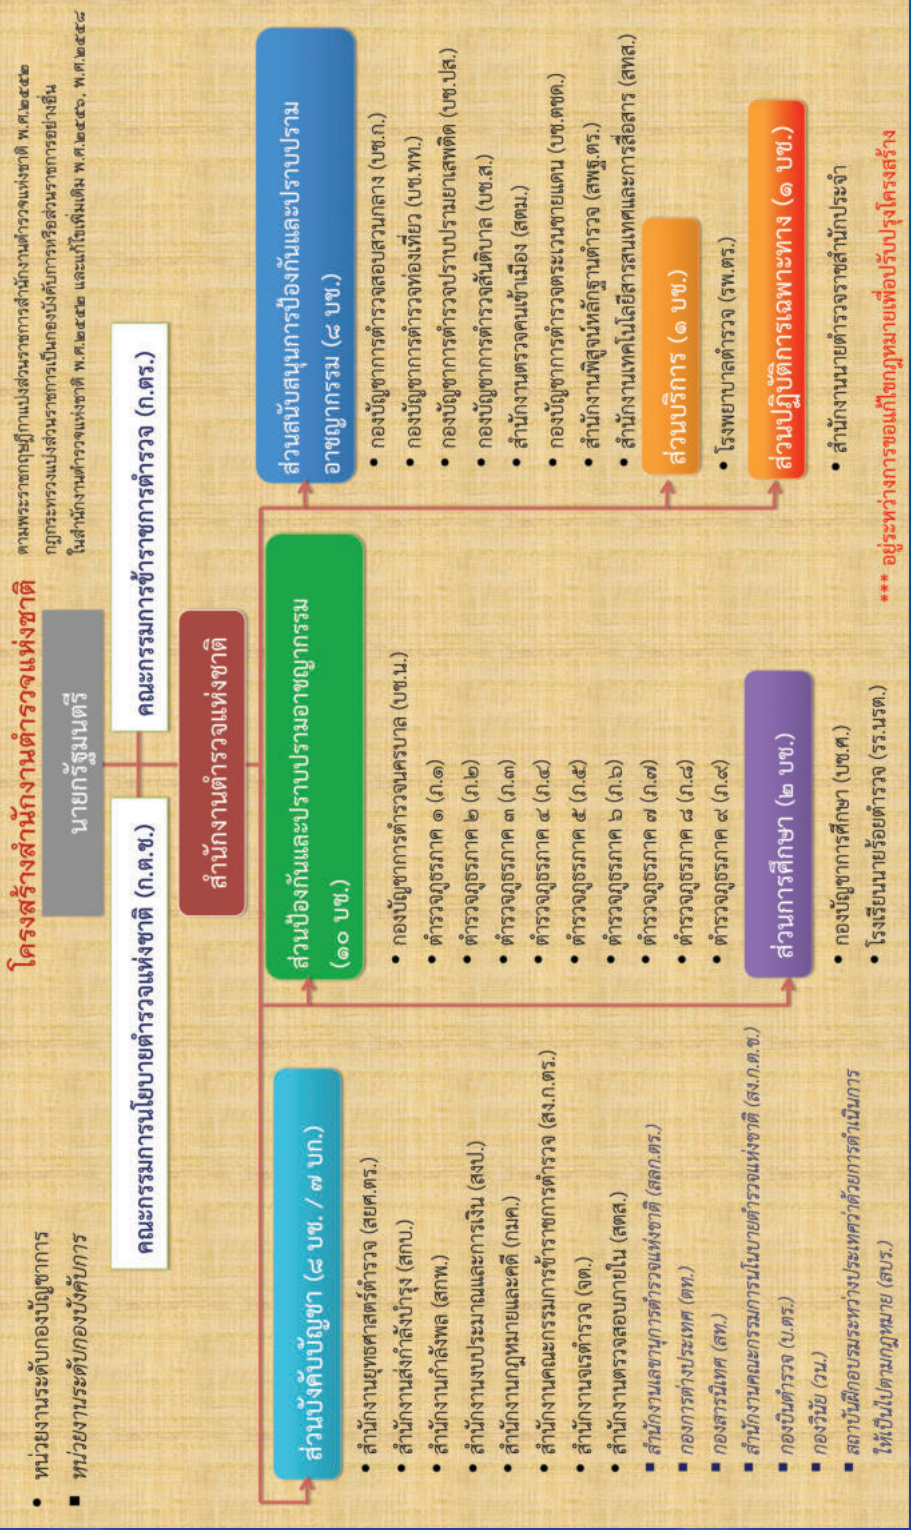 โครงสร้างสำนักงานตำรวจแห่งชาติ
ตามพระราชกฤษฎีกาแบ่งส่วนราชการสำนักงานตำรวจแห่งชาติ พ.ศ.๒๕๕๒
กฎกระทรวงแบ่งส่วนราชการเป็นกองบังคับการหรือส่วนราชการอย่างอื่น
ในสำนักงานตำรวจแห่งชาติ พ.ศ.๒๕๕๒ และแก้ไขเพิ่มเติม พ.ศ.๒๕๕๖, พ.ศ.๒๕๕๘
• หน่วยงานระดับกองบัญชาการ
■ หน่วยงานระดับกองบังคับการ
นายกรัฐมนตรี
คณะกรรมการนโยบายตำรวจแห่งชาติ (ก.ต.ช.)
คณะกรรมการข้าราชการตำรวจ (ก.ตร.)
สำนักงานตำรวจแห่งชาติ
ส่วนบังคับบัญชา (๘ บช. / ๗ บก.)
• สำนักงานยุทธศาสตร์ตำรวจ (สยศ.ตร.)
• สำนักงานส่งกำลังบำรุง (สกบ.)
• สำนักงานกำลังพล (สกพ.)
• สำนักงานงบประมาณและการเงิน (สงป.)
• สำนักงานกฎหมายและคดี (กมค.)
• สำนักงานคณะกรรมการข้าราชการตำรวจ (สง.ก.ตร.)
• สำนักงานจเรตำรวจ (จต.)
• สำนักงานตรวจสอบภายใน (สตส.)
■ สำนักงานเลขานุการตำรวจแห่งชาติ (สลก.ตร.)
■ กองการต่างประเทศ (ตท.)
■ กองสารนิเทศ (สท.)
■ สำนักงานคณะกรรมการนโนบายตำรวจแห่งชาติ (สง.ก.ต.ช.)
■ กองบินตำรวจ (บ.ตร.)
■ กองวินัย (วน.)
■ สถาบันฝึกอบรมระหว่างประเทศว่าด้วยการดำเนินการ
ให้เป็นไปตามกฎหมาย (สบร.)
ส่วนป้องกันและปราบปรามอาชญากรรม
(๑๐ บช.)
• กองบัญชาการตำรวจนครบาล (บช.น.)
• ตำรวจภูธรภาค ๑ (ภ.๑)
• ตำรวจภูธรภาค ๒ (ภ.๒)
• ตำรวจภูธรภาค ๓ (ภ.๓)
• ตำรวจภูธรภาค ๔ (ภ.๔)
• ตำรวจภูธรภาค ๕ (ภ.๕)
• ตำรวจภูธรภาค ๖ (ภ.๖)
• ตำรวจภูธรภาค ๗ (ภ.๗)
• ตำรวจภูธรภาค ๘ (ภ.๘)
• ตำรวจภูธรภาค ๙ (ภ.๙)
ส่วนการศึกษา (๒ บช.)
• กองบัญชาการศึกษา (บช.ศ.)
• โรงเรียนนายร้อยตำรวจ (รร.นรต.)
ส่วนสนับสนุนการป้องกันและปราบปราม
อาชญากรรม (๘ บช.)
• กองบัญชาการตำรวจสอบสวนกลาง (บช.ก.)
• กองบัญชาการตำรวจท่องเที่ยว (บช.ทท.)
• กองบัญชาการตำรวจปราบปรามยาเสพติด (บช.ปส.)
• กองบัญชาการตำรวจสันติบาล (บช.ส.)
• สำนักงานตรวจคนเข้าเมือง (สตม.)
• กองบัญชาการตำรวจตระเวนชายแดน (บช.ตชด.)
• สำนักงานพิสูจน์หลักฐานตำรวจ (สพฐ.ตร.)
• สำนักงานเทคโนโลยีสารสนเทศและการสื่อสาร (สทส.)
ส่วนบริการ (๑ บช.)
• โรงพยาบาลตำรวจ (รพ.ตร.)
ส่วนปฏิบัติการเฉพาะทาง (๑ บช.)
• สำนักงานนายตำรวจราชสำนักประจำ
*** อยู่ระหว่างการขอแก้ไขกฎหมายเพื่อปรับปรุงโครงสร้าง